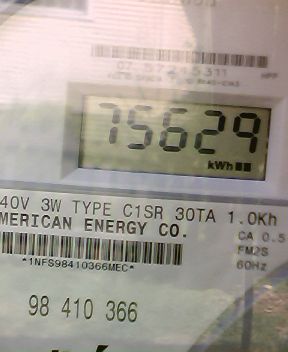 75629
kWh
40V 3W TYPE C1SR 30TA 1.0Kh
MERICAN ENERGY CO.
CA 0.5
FM2S
*1NFS98410366MEC*
60Hz
98 410 366